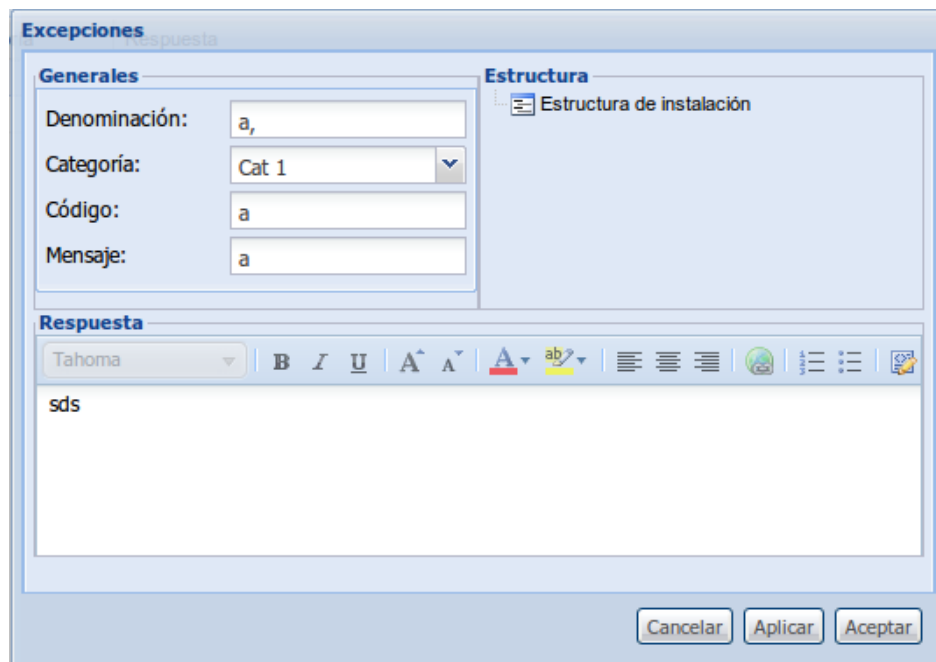 Excepciones
Respuesta
Generales
Denominación: a,
Categoría: Cat 1
Código: a
Mensaje: a
Estructura
Estructura de instalación
Respuesta
Tahoma B I U A A A ab
sds
Cancelar Aplicar Aceptar